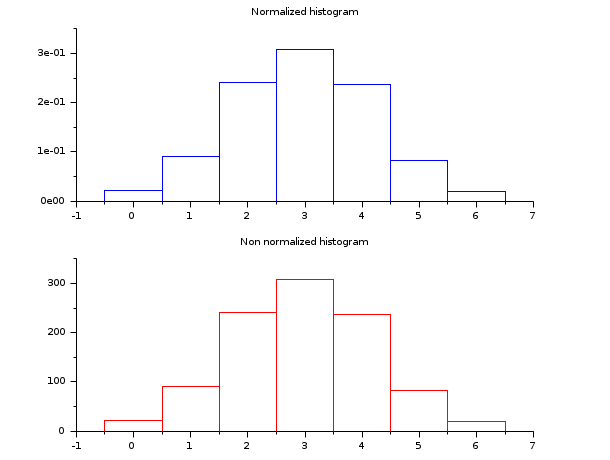 Normalized histogram
3e-01
2e-01
1e-01
0e00
-1 0 1 2 3 4 5 6 7
Non normalized histogram
300
200
100
0
-1 0 1 2 3 4 5 6 7